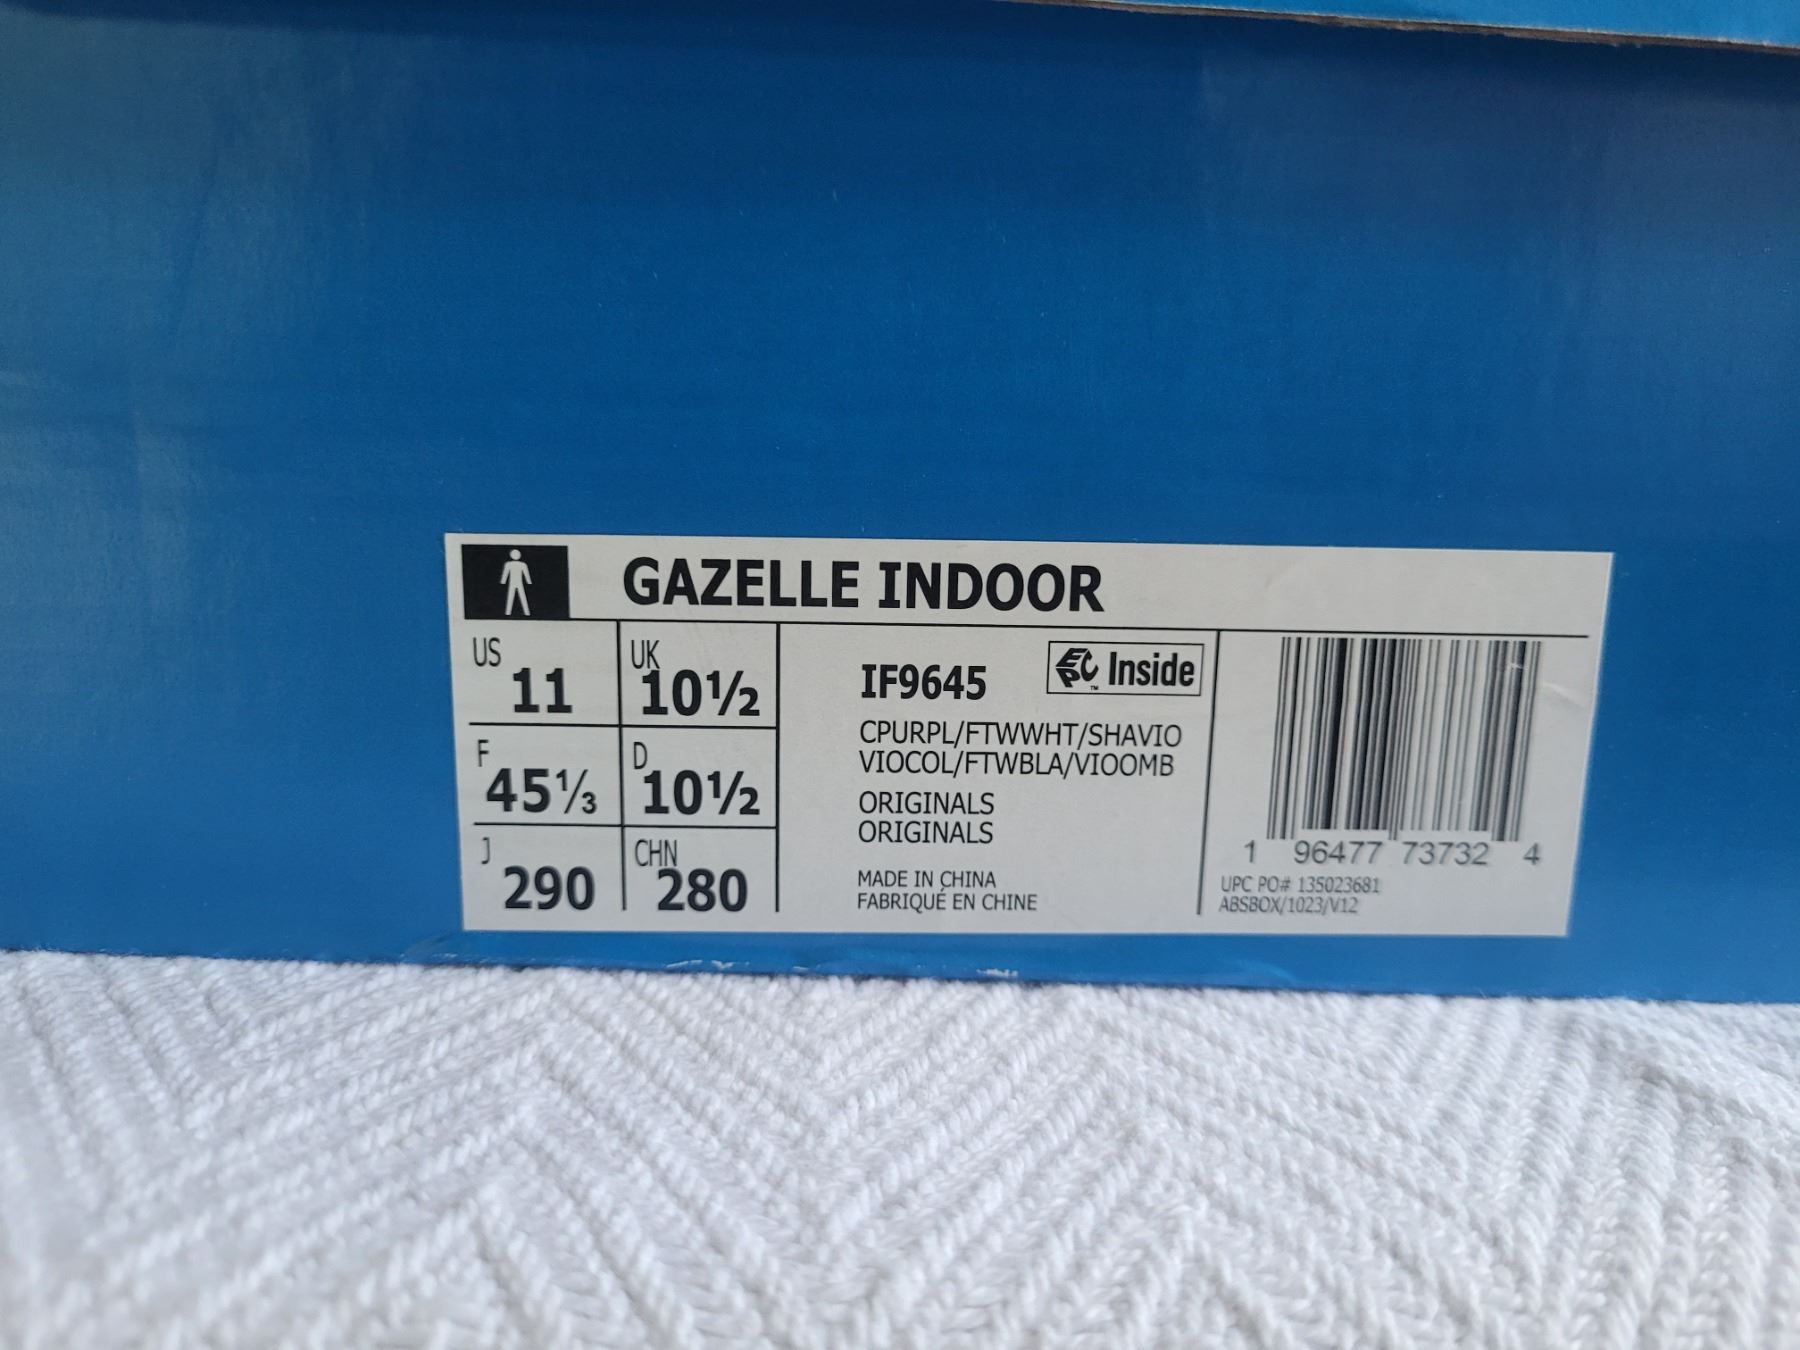 GAZELLE INDOOR
US 11
UK 10½
F 45⅓
D 10½
J 290
CHN 280
IF9645
EPC™ Inside
CPURPL/FTWWHT/SHAVIO
VIOCOL/FTWBLA/VIOOMB
ORIGINALS
ORIGINALS
MADE IN CHINA
FABRIQUÉ EN CHINE
1 96477 73732 4
UPC PO# 135023681
ABSBOX/1023/V12